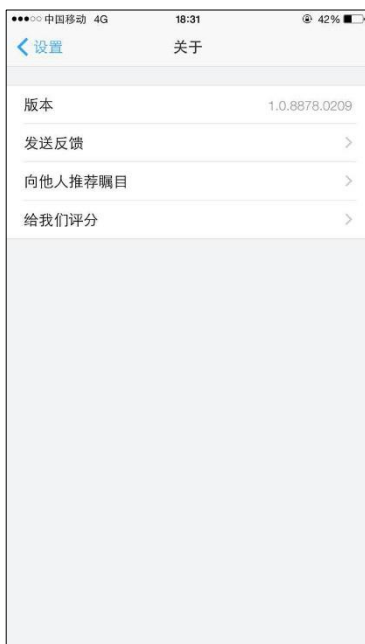 中国移动 4G 18:31 42%
设置 关于
版本 1.0.8878.0209
发送反馈
向他人推荐瞩目
给我们评分